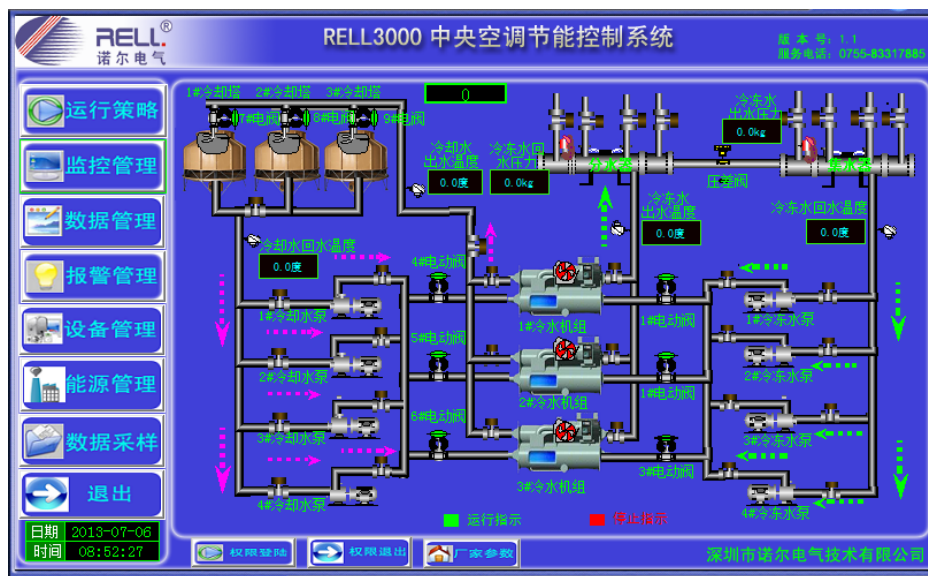 RELL®
诺尔电气
RELL3000 中央空调节能控制系统
版 本 号: 1.1
服务电话: 0755-83317885
运行策略
监控管理
数据管理
报警管理
设备管理
能源管理
数据采样
退出
日期 2013-07-06
时间 08:52:27
1#冷却塔 2#冷却塔 3#冷却塔
0
7#电阀 8#电阀 9#电阀
冷却水
出水温度
0.0度
冷冻水回
水压力
0.0kg
冷冻水
出水压力
0.0kg
分水器
集水器
压差阀
冷冻水
出水温度
0.0度
冷冻水回水温度
0.0度
冷却水回水温度
0.0度
4#电动阀
1#冷却水泵
1#冷水机组
1#电动阀
1#冷冻水泵
5#电动阀
2#冷却水泵
2#冷水机组
1#电动阀
2#冷冻水泵
6#电动阀
3#冷却水泵
3#冷水机组
3#电动阀
3#冷冻水泵
4#冷却水泵
4#冷冻水泵
运行指示
停止指示
权限登陆
权限退出
厂家参数
深圳市诺尔电气技术有限公司